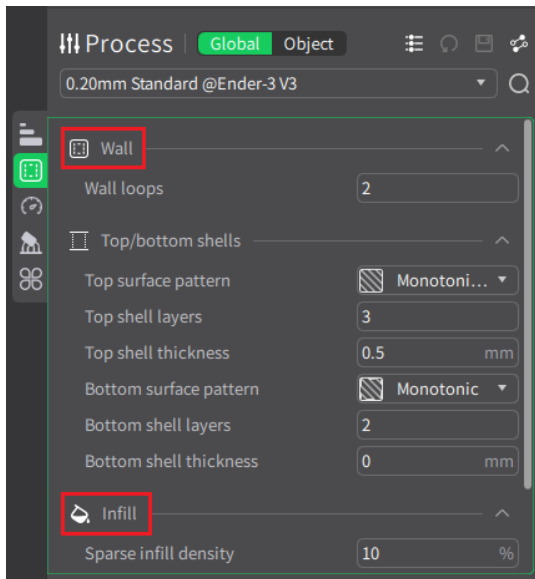 Process Global Object
0.20mm Standard @Ender-3 V3
Wall
Wall loops 2
Top/bottom shells
Top surface pattern Monotoni...
Top shell layers 3
Top shell thickness 0.5 mm
Bottom surface pattern Monotonic
Bottom shell layers 2
Bottom shell thickness 0 mm
Infill
Sparse infill density 10 %